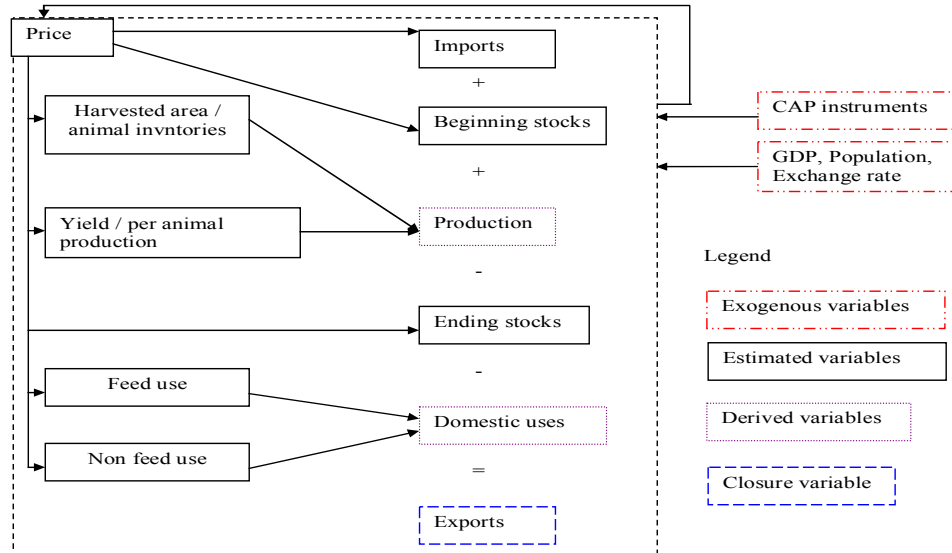 Price
Imports
+
Harvested area /
animal invntories
Beginning stocks
+
Yield / per animal
production
Production
-
Ending stocks
-
Feed use
Domestic uses
Non feed use
=
Exports
CAP instruments
GDP, Population,
Exchange rate
Legend
Exogenous variables
Estimated variables
Derived variables
Closure variable